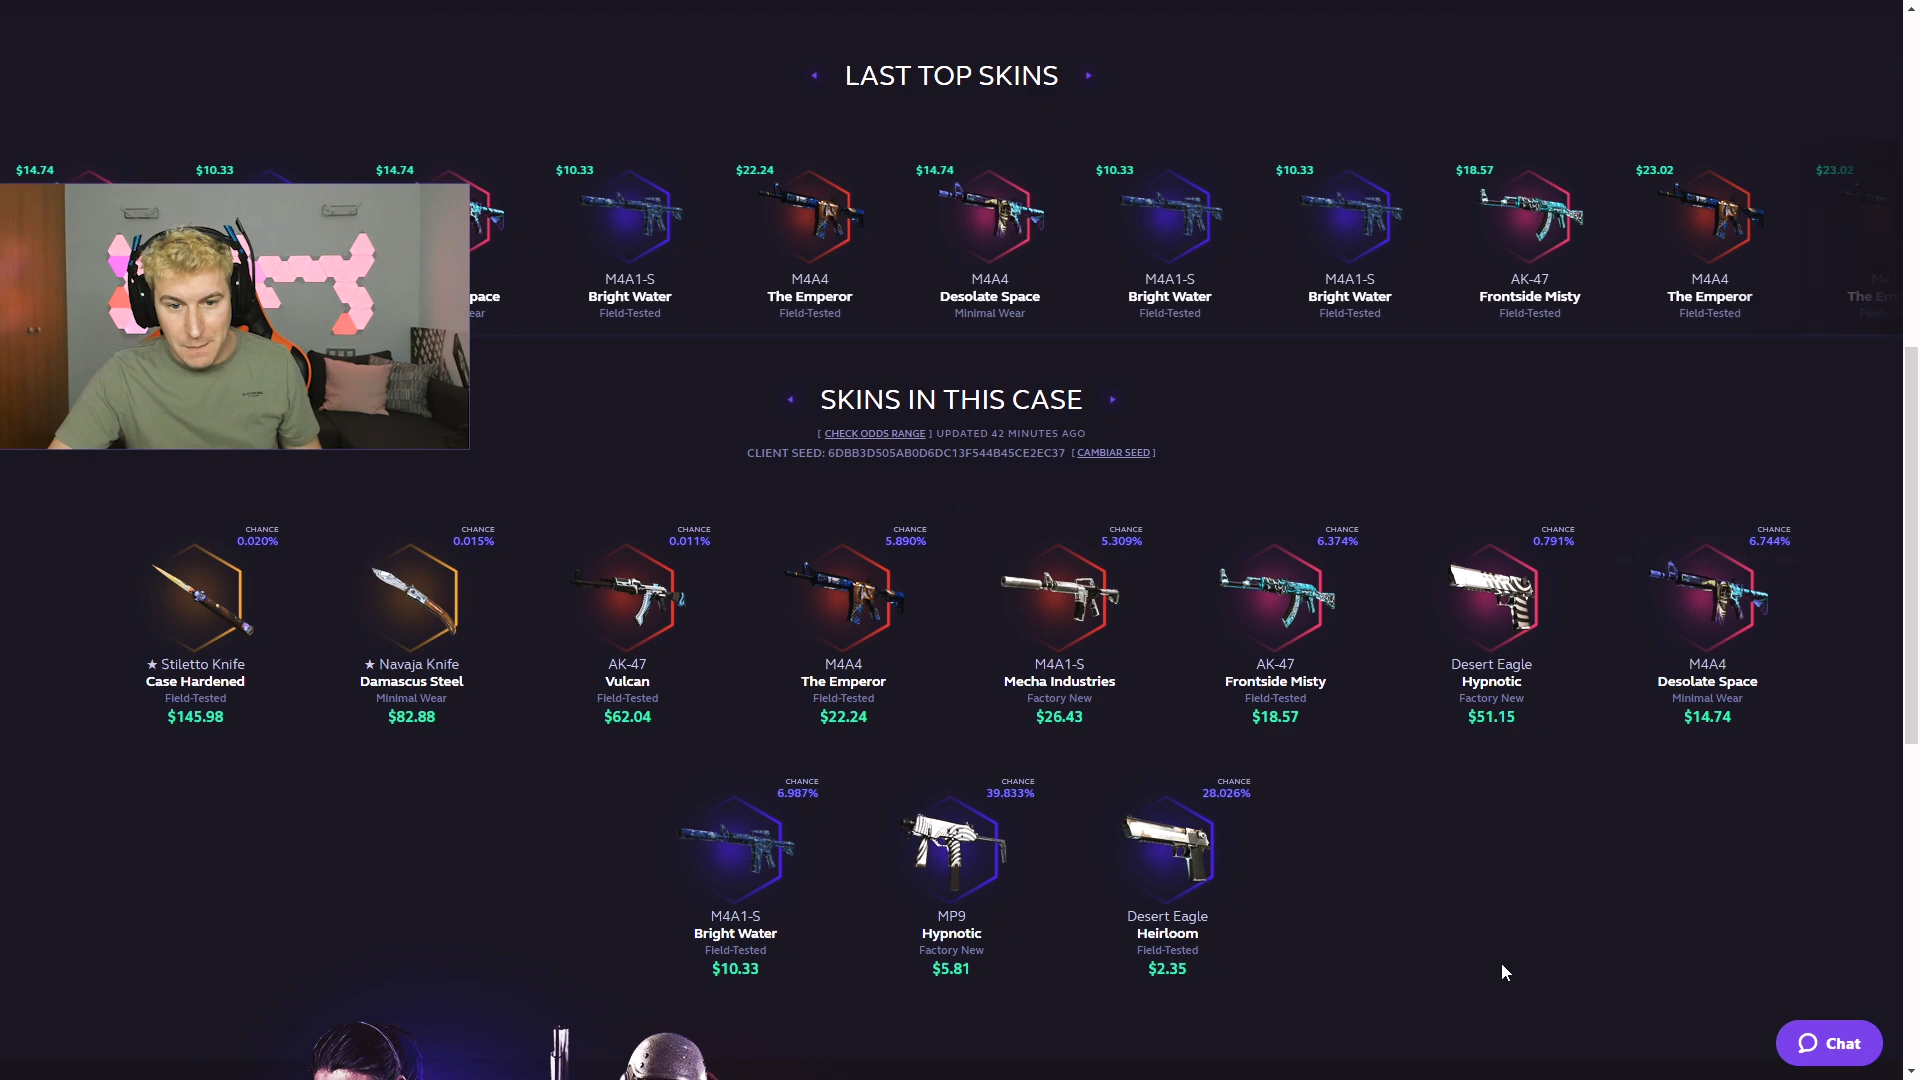 LAST TOP SKINS
$14.74
$10.33
$14.74
pace
ear
$10.33
M4A1-S
Bright Water
Field-Tested
$22.24
M4A4
The Emperor
Field-Tested
$14.74
M4A4
Desolate Space
Minimal Wear
$10.33
M4A1-S
Bright Water
Field-Tested
$10.33
M4A1-S
Bright Water
Field-Tested
$18.57
AK-47
Frontside Misty
Field-Tested
$23.02
M4A4
The Emperor
Field-Tested
$23.02
The Em
SKINS IN THIS CASE
[ CHECK ODDS RANGE ] UPDATED 42 MINUTES AGO
CLIENT SEED: 6DBB3D505AB0D6DC13F544B45CE2EC37 [ CAMBIAR SEED ]
CHANCE
0.020%
★ Stiletto Knife
Case Hardened
Field-Tested
$145.98
CHANCE
0.015%
★ Navaja Knife
Damascus Steel
Minimal Wear
$82.88
CHANCE
0.011%
AK-47
Vulcan
Field-Tested
$62.04
CHANCE
5.890%
M4A4
The Emperor
Field-Tested
$22.24
CHANCE
5.309%
M4A1-S
Mecha Industries
Factory New
$26.43
CHANCE
6.374%
AK-47
Frontside Misty
Field-Tested
$18.57
CHANCE
0.791%
Desert Eagle
Hypnotic
Factory New
$51.15
CHANCE
6.744%
M4A4
Desolate Space
Minimal Wear
$14.74
CHANCE
6.987%
M4A1-S
Bright Water
Field-Tested
$10.33
CHANCE
39.833%
MP9
Hypnotic
Factory New
$5.81
CHANCE
28.026%
Desert Eagle
Heirloom
Field-Tested
$2.35
Chat